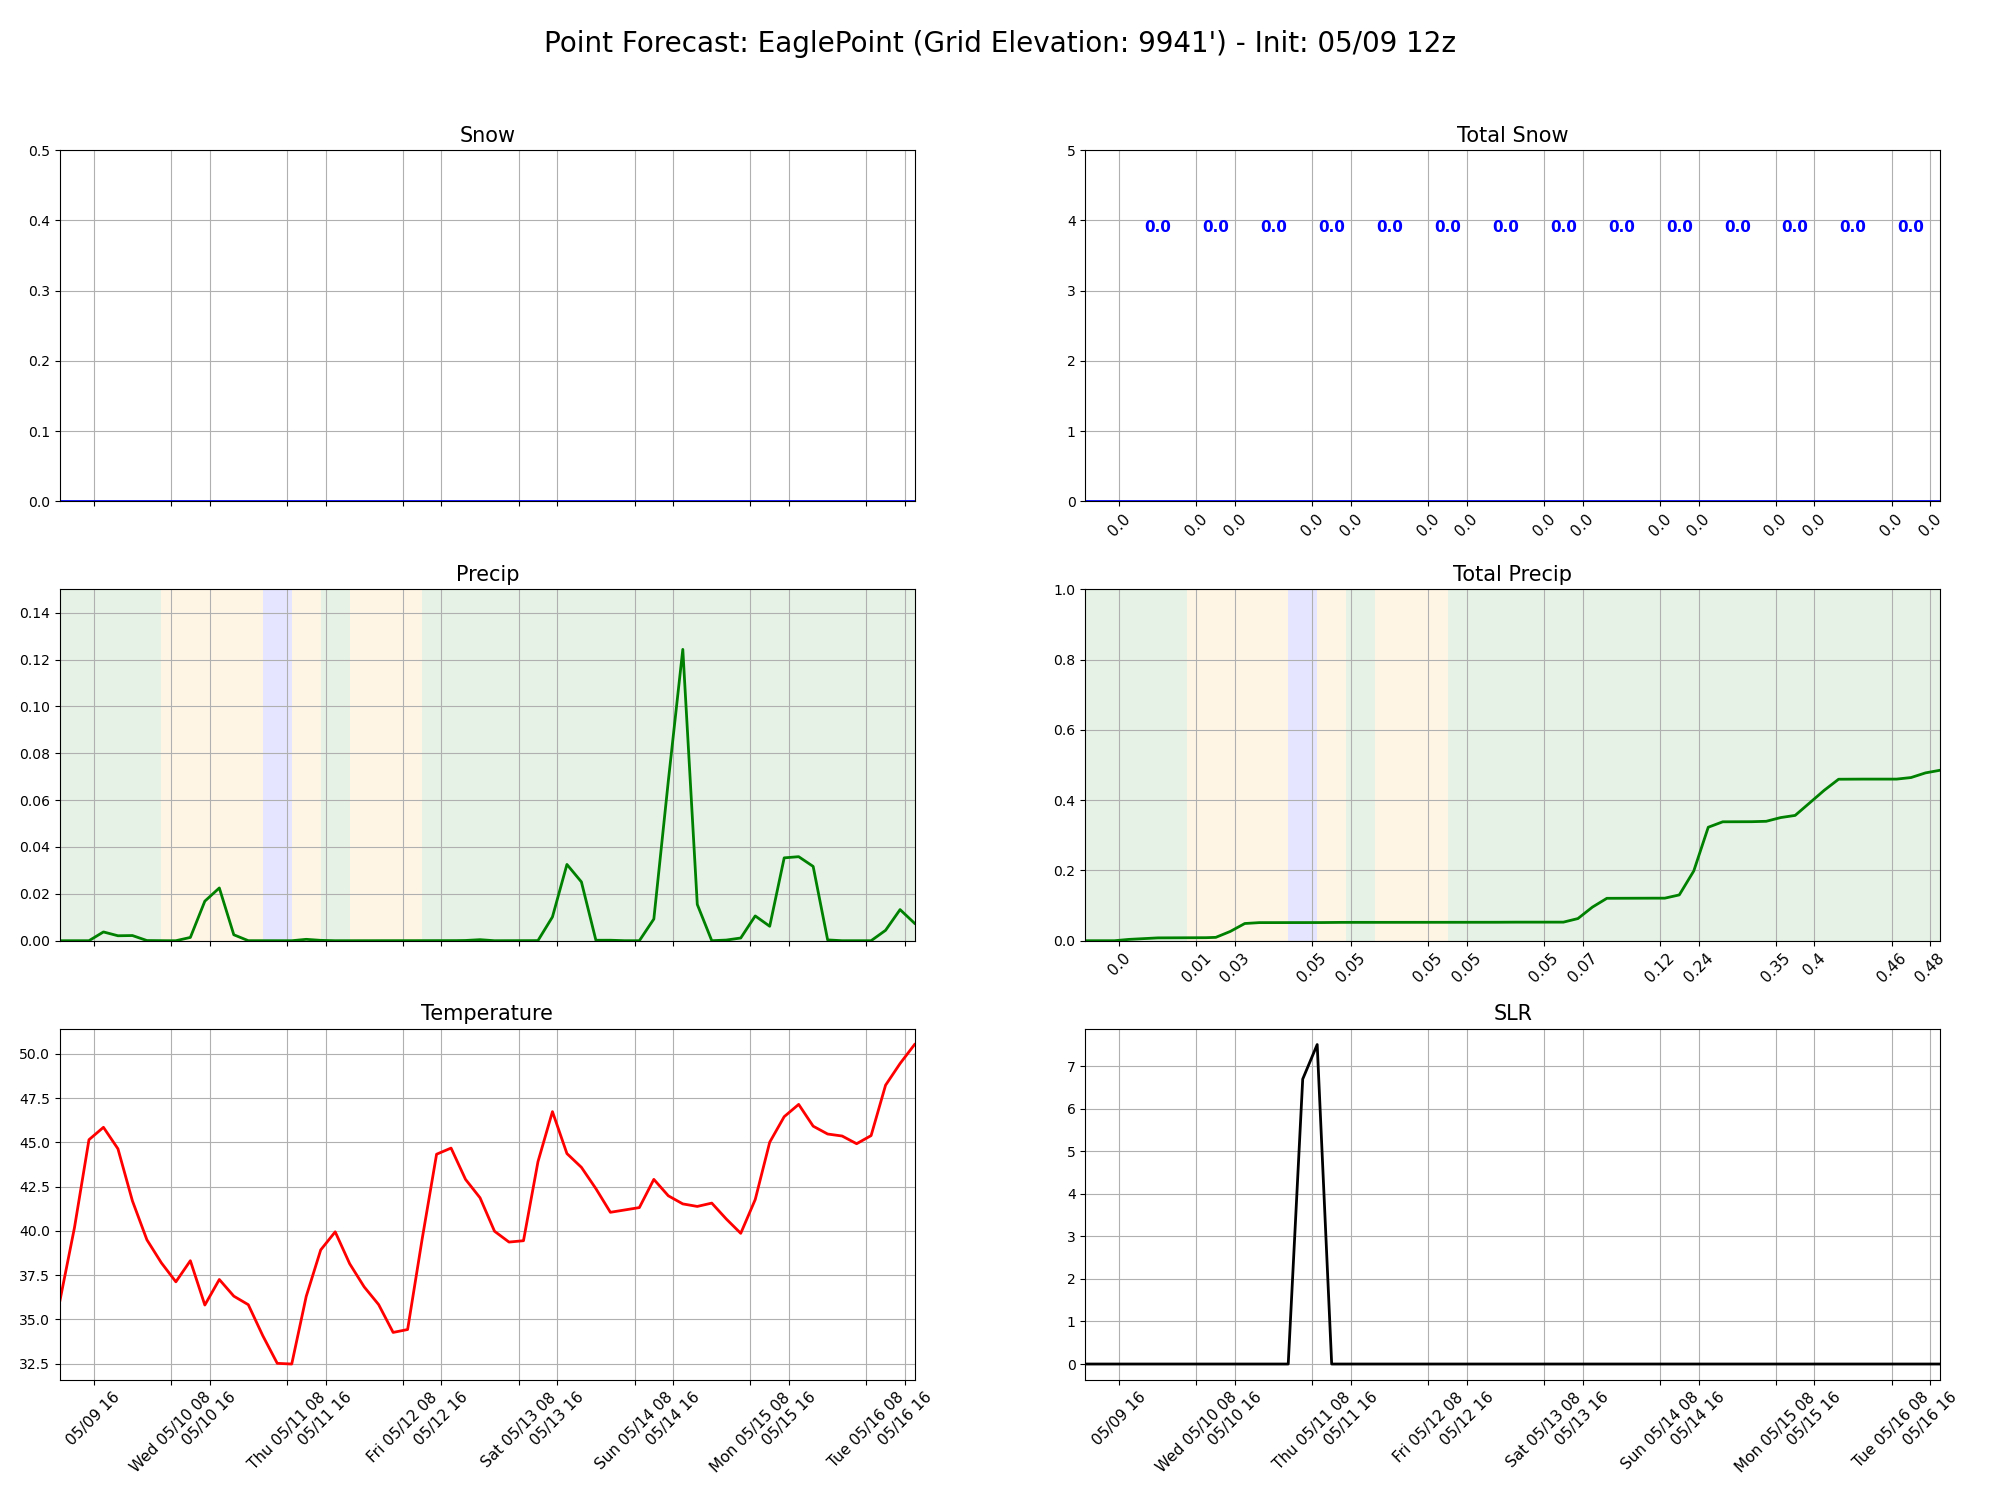 Point Forecast: EaglePoint (Grid Elevation: 9941') - Init: 05/09 12z
Snow
0.5
0.4
0.3
0.2
0.1
0.0
Total Snow
5
4
3
2
1
0
0.0 0.0 0.0 0.0 0.0 0.0 0.0 0.0 0.0 0.0 0.0 0.0 0.0 0.0
0.0 0.0 0.0 0.0 0.0 0.0 0.0 0.0 0.0 0.0 0.0 0.0 0.0 0.0 0.0
Precip
0.14
0.12
0.10
0.08
0.06
0.04
0.02
0.00
Total Precip
1.0
0.8
0.6
0.4
0.2
0.0
0.0 0.01 0.03 0.05 0.05 0.05 0.05 0.05 0.07 0.12 0.24 0.35 0.4 0.46 0.48
Temperature
50.0
47.5
45.0
42.5
40.0
37.5
35.0
32.5
05/09 16
Wed 05/10 08
05/10 16
Thu 05/11 08
05/11 16
Fri 05/12 08
05/12 16
Sat 05/13 08
05/13 16
Sun 05/14 08
05/14 16
Mon 05/15 08
05/15 16
Tue 05/16 08
05/16 16
SLR
7
6
5
4
3
2
1
0
05/09 16
Wed 05/10 08
05/10 16
Thu 05/11 08
05/11 16
Fri 05/12 08
05/12 16
Sat 05/13 08
05/13 16
Sun 05/14 08
05/14 16
Mon 05/15 08
05/15 16
Tue 05/16 08
05/16 16